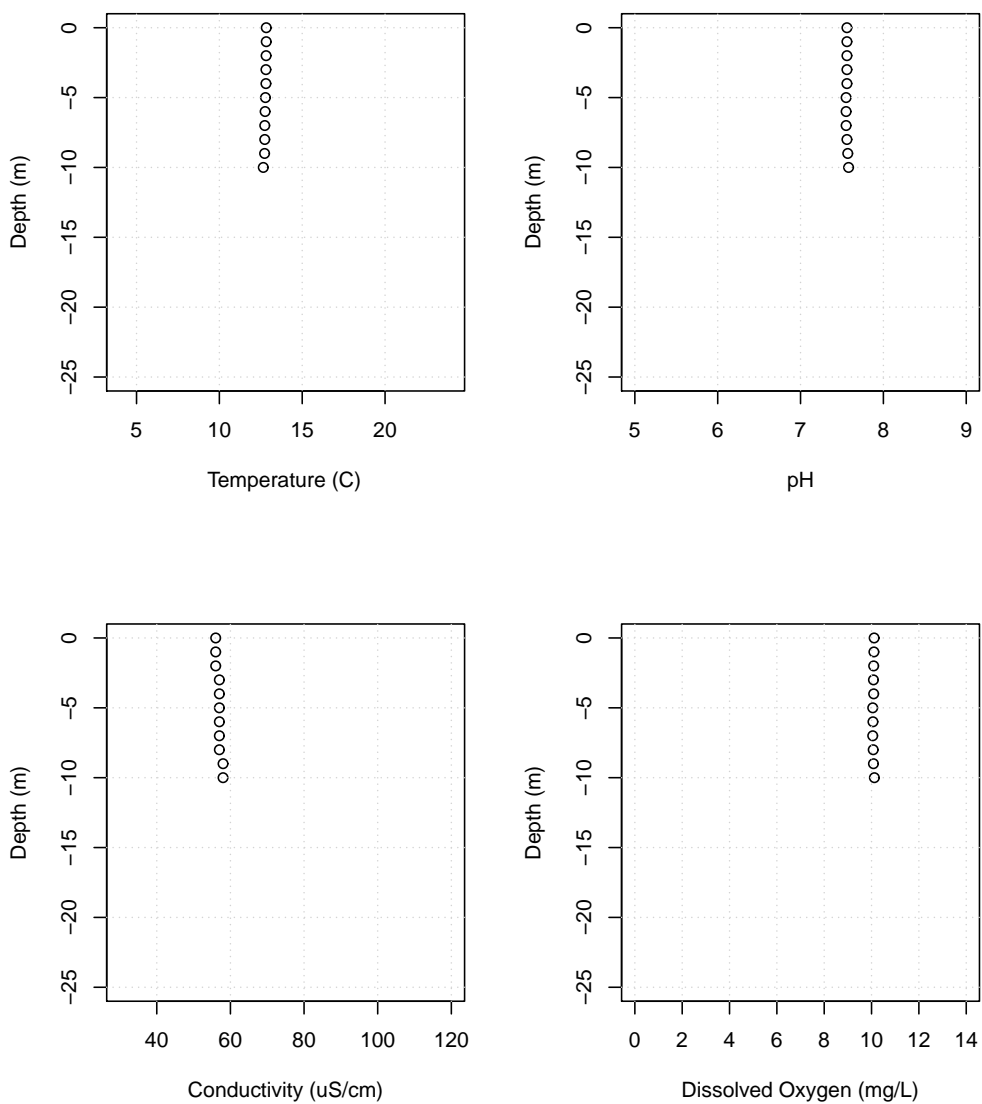 0
−5
−10
−15
−20
−25
Depth (m)
5 10 15 20
Temperature (C)
0
−5
−10
−15
−20
−25
Depth (m)
5 6 7 8 9
pH
0
−5
−10
−15
−20
−25
Depth (m)
40 60 80 100 120
Conductivity (uS/cm)
0
−5
−10
−15
−20
−25
Depth (m)
0 2 4 6 8 10 12 14
Dissolved Oxygen (mg/L)